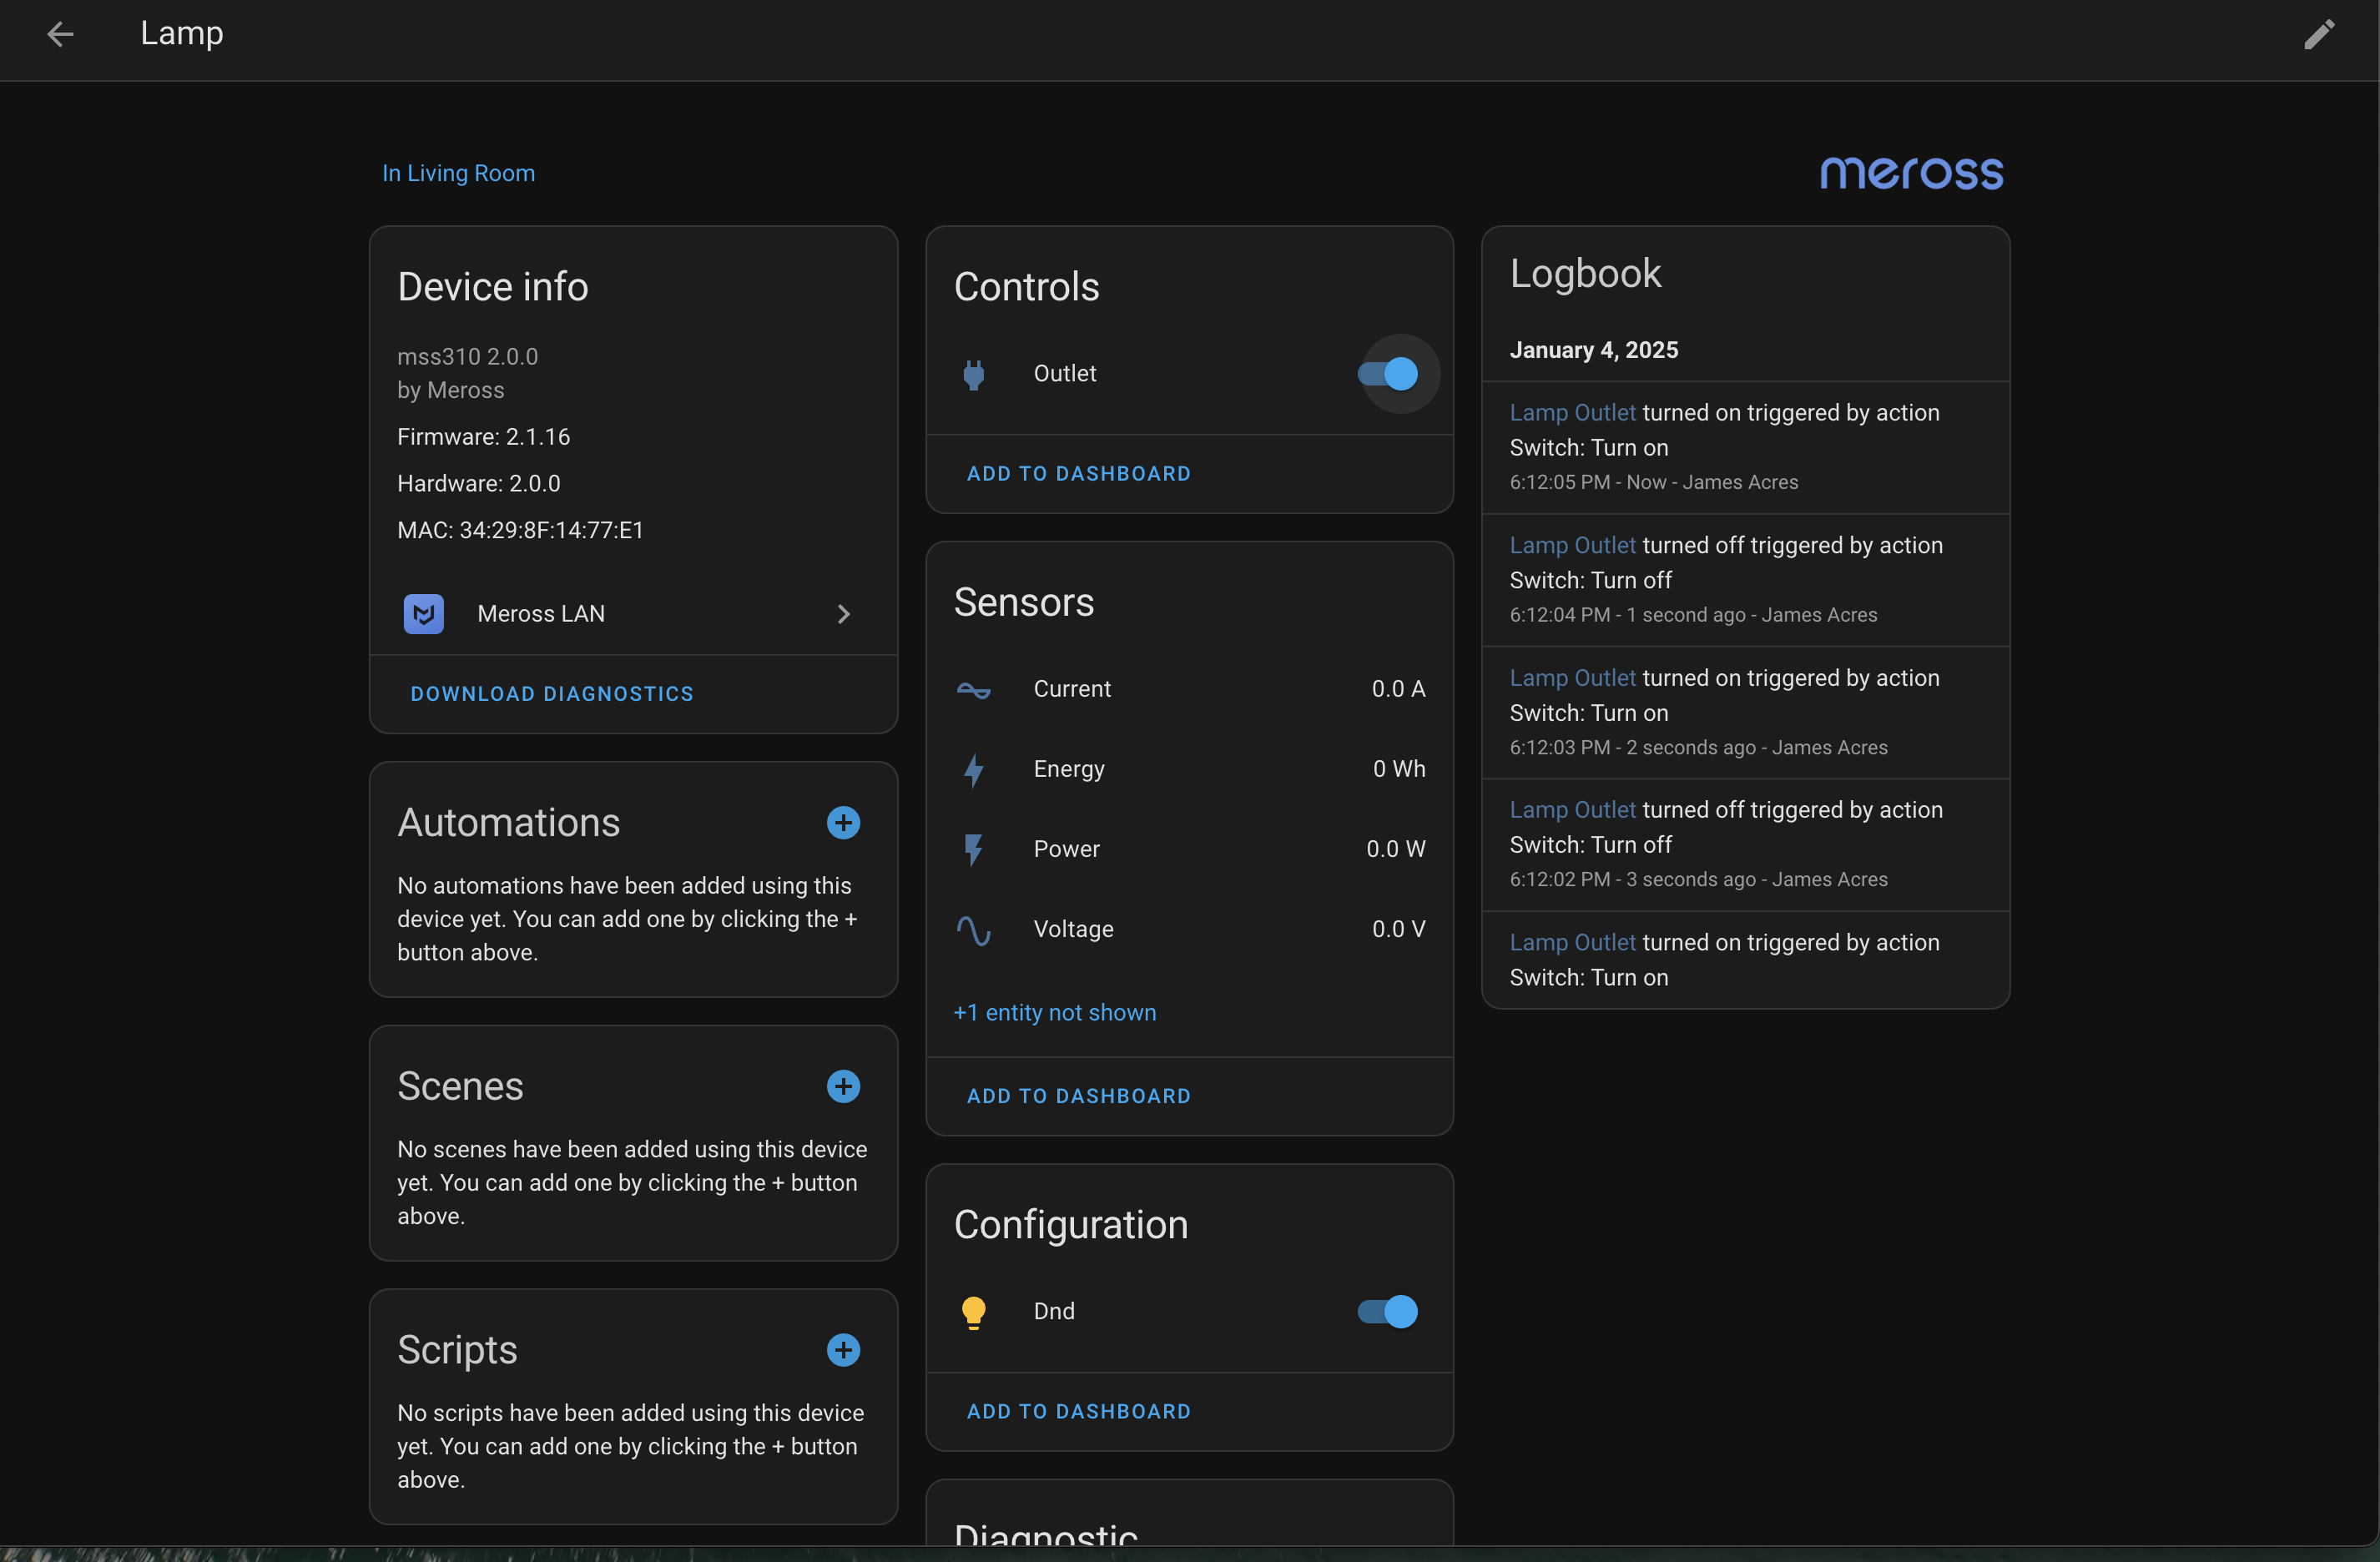 Lamp
In Living Room
meross
Device info
mss310 2.0.0
by Meross
Firmware: 2.1.16
Hardware: 2.0.0
MAC: 34:29:8F:14:77:E1
Meross LAN
DOWNLOAD DIAGNOSTICS
Automations
No automations have been added using this
device yet. You can add one by clicking the +
button above.
Scenes
No scenes have been added using this device
yet. You can add one by clicking the + button
above.
Scripts
No scripts have been added using this device
yet. You can add one by clicking the + button
above.
Controls
Outlet
ADD TO DASHBOARD
Sensors
Current 0.0 A
Energy 0 Wh
Power 0.0 W
Voltage 0.0 V
+1 entity not shown
ADD TO DASHBOARD
Configuration
Dnd
ADD TO DASHBOARD
Diagnostic
Logbook
January 4, 2025
Lamp Outlet turned on triggered by action
Switch: Turn on
6:12:05 PM - Now - James Acres
Lamp Outlet turned off triggered by action
Switch: Turn off
6:12:04 PM - 1 second ago - James Acres
Lamp Outlet turned on triggered by action
Switch: Turn on
6:12:03 PM - 2 seconds ago - James Acres
Lamp Outlet turned off triggered by action
Switch: Turn off
6:12:02 PM - 3 seconds ago - James Acres
Lamp Outlet turned on triggered by action
Switch: Turn on